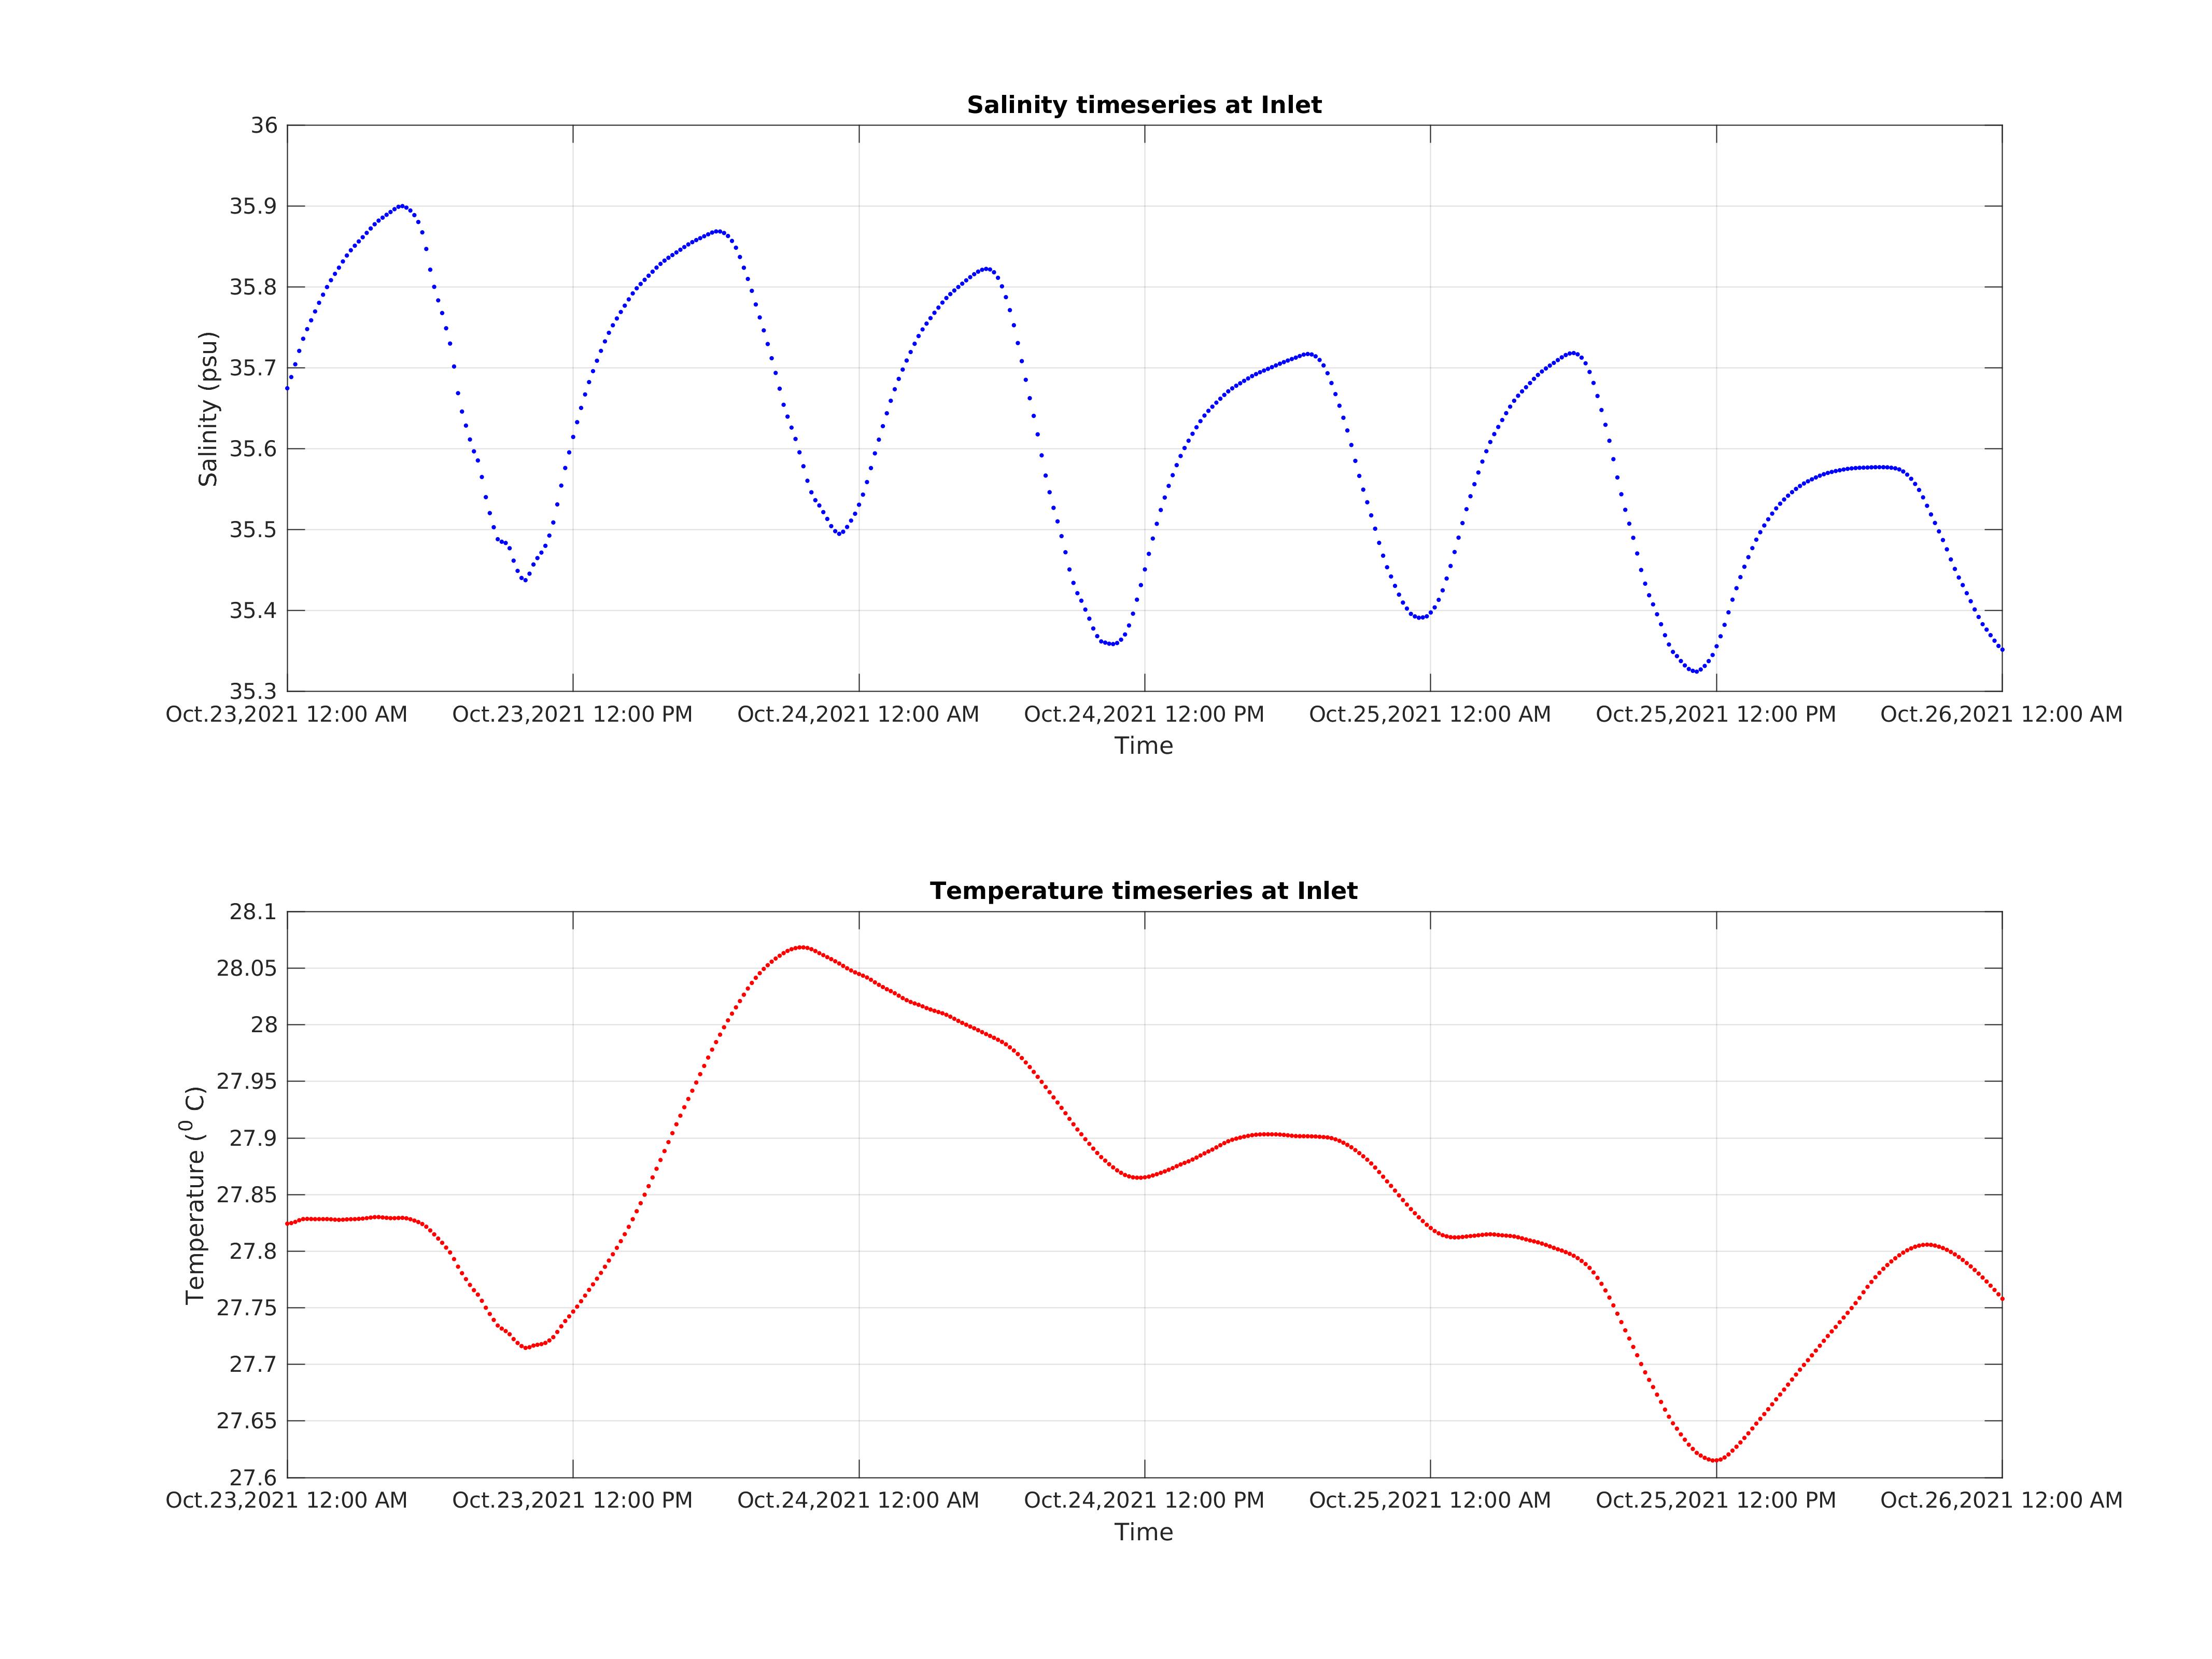 Salinity timeseries at Inlet
36
35.9
35.8
35.7
35.6
35.5
35.4
35.3
Salinity (psu)
Oct.23,2021 12:00 AM Oct.23,2021 12:00 PM Oct.24,2021 12:00 AM Oct.24,2021 12:00 PM Oct.25,2021 12:00 AM Oct.25,2021 12:00 PM Oct.26,2021 12:00 AM
Time
Temperature timeseries at Inlet
28.1
28.05
28
27.95
27.9
27.85
27.8
27.75
27.7
27.65
27.6
Temperature (⁰ C)
Oct.23,2021 12:00 AM Oct.23,2021 12:00 PM Oct.24,2021 12:00 AM Oct.24,2021 12:00 PM Oct.25,2021 12:00 AM Oct.25,2021 12:00 PM Oct.26,2021 12:00 AM
Time